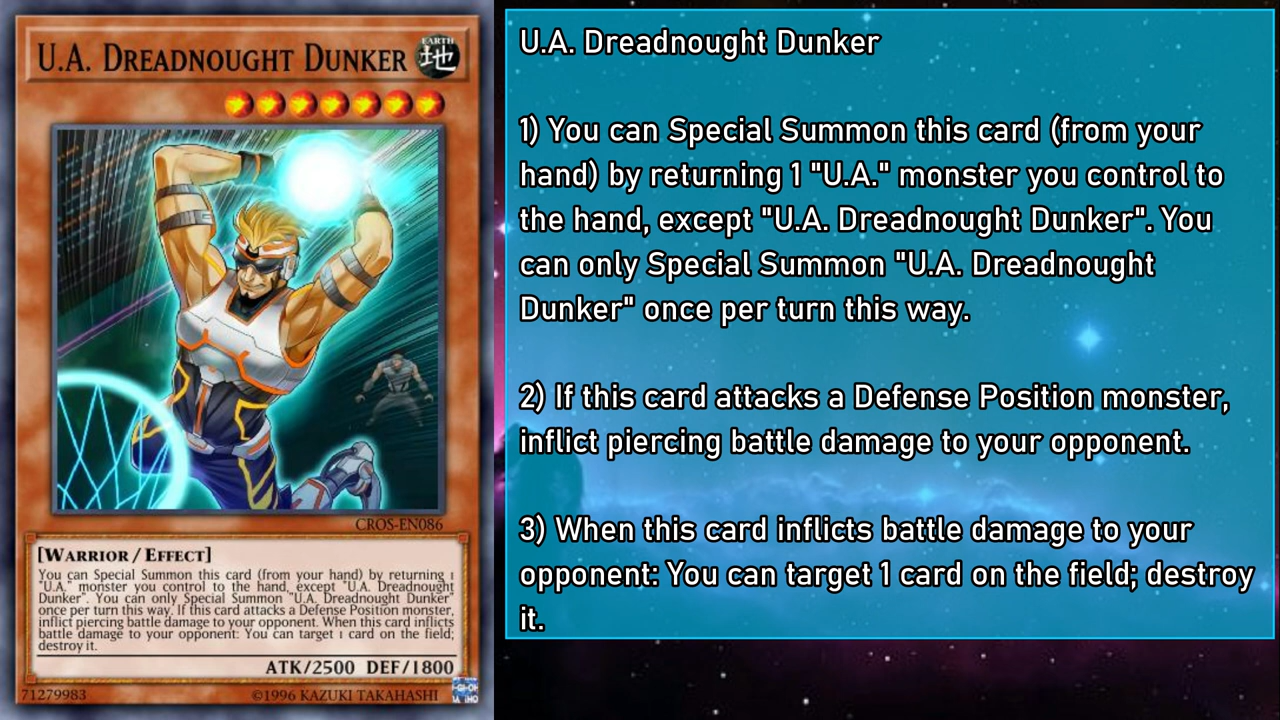 U.A. DREADNOUGHT DUNKER
EARTH
地
CROS-EN086
[WARRIOR / EFFECT]
You can Special Summon this card (from your hand) by returning 1
"U.A." monster you control to the hand, except "U.A. Dreadnought
Dunker". You can only Special Summon "U.A. Dreadnought Dunker"
once per turn this way. If this card attacks a Defense Position monster,
inflict piercing battle damage to your opponent. When this card inflicts
battle damage to your opponent: You can target 1 card on the field;
destroy it.
ATK/2500 DEF/1800
71279983
©1996 KAZUKI TAKAHASHI
U.A. Dreadnought Dunker
1) You can Special Summon this card (from your
hand) by returning 1 "U.A." monster you control to
the hand, except "U.A. Dreadnought Dunker". You
can only Special Summon "U.A. Dreadnought
Dunker" once per turn this way.
2) If this card attacks a Defense Position monster,
inflict piercing battle damage to your opponent.
3) When this card inflicts battle damage to your
opponent: You can target 1 card on the field; destroy
it.